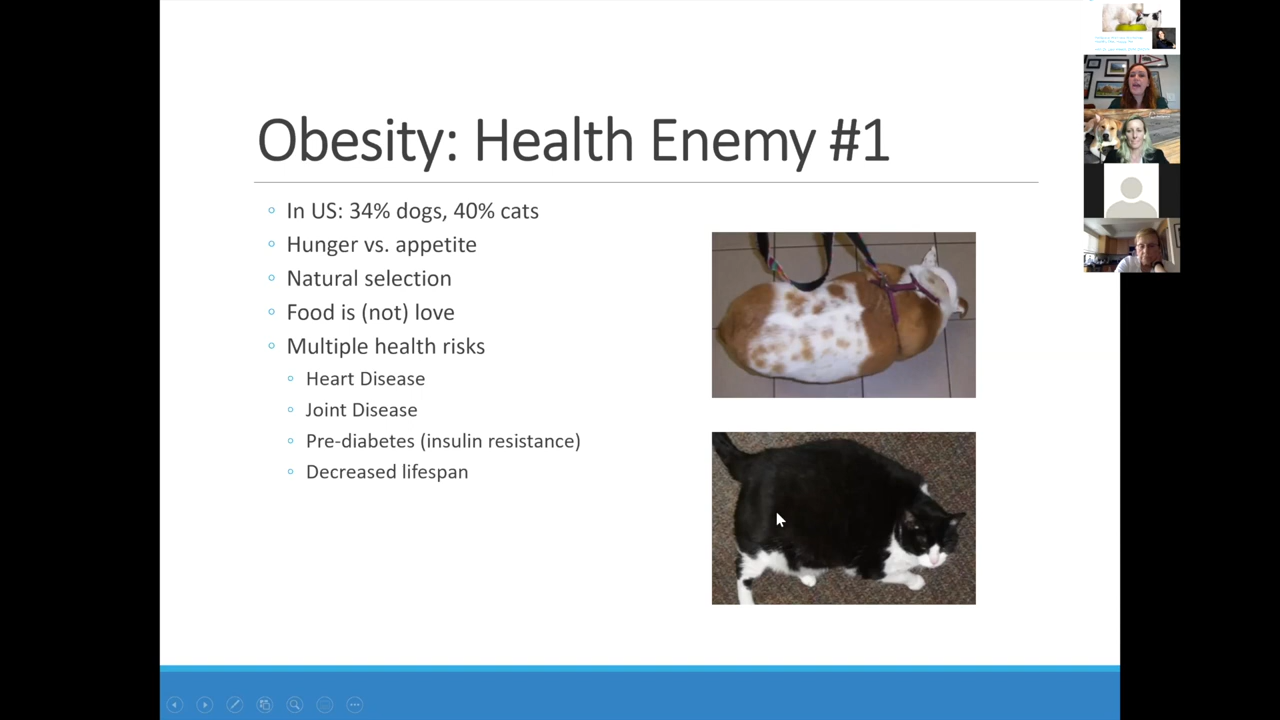 Obesity: Health Enemy #1
In US: 34% dogs, 40% cats
Hunger vs. appetite
Natural selection
Food is (not) love
Multiple health risks
Heart Disease
Joint Disease
Pre-diabetes (insulin resistance)
Decreased lifespan